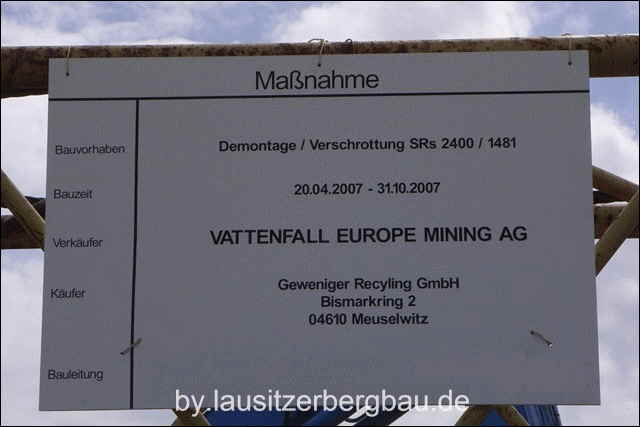 Maßnahme
Bauvorhaben Demontage / Verschrottung SRs 2400 / 1481
Bauzeit 20.04.2007 - 31.10.2007
Verkäufer VATTENFALL EUROPE MINING AG
Käufer Geweniger Recyling GmbH
Bismarkring 2
04610 Meuselwitz
Bauleitung
by.lausitzerbergbau.de